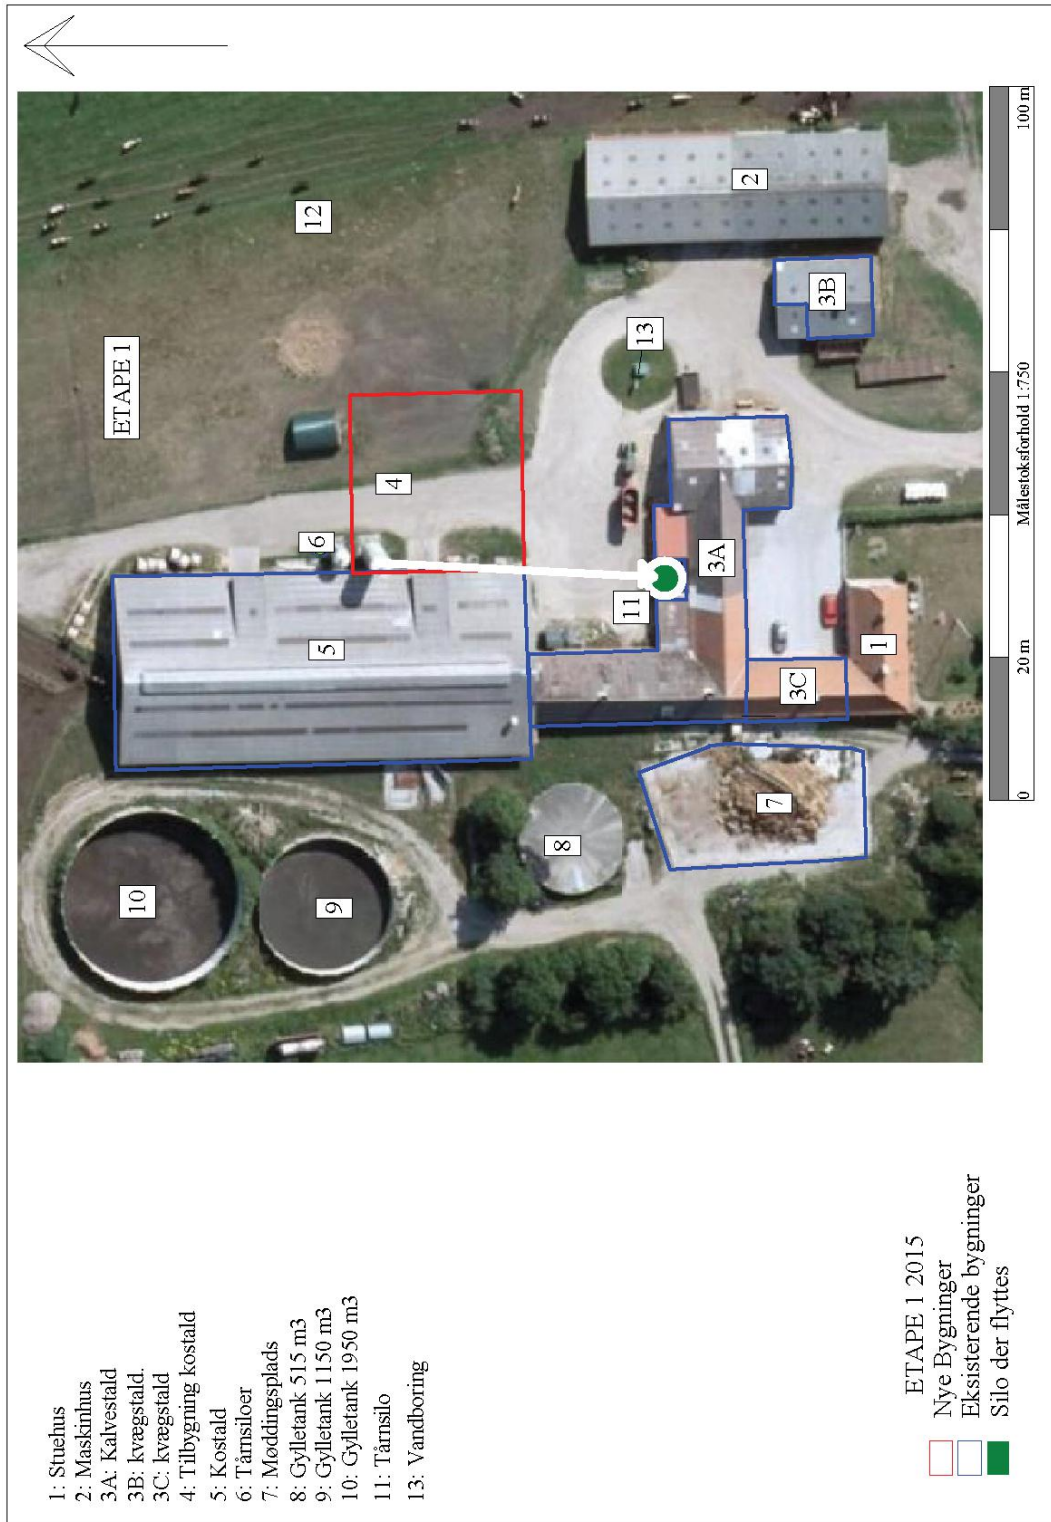 1: Stuehus
2: Maskinhus
3A: Kalvestald
3B: kvægstald.
3C: kvægstald
4: Tilbygning kostald
5: Kostald
6: Tårnsiloer
7: Møddingsplads
8: Gylletank 515 m3
9: Gylletank 1150 m3
10: Gylletank 1950 m3
11: Tårnsilo
13: Vandboring
ETAPE 1 2015
Nye Bygninger
Eksisterende bygninger
Silo der flyttes
ETAPE 1
12
10
9
5
6
4
8
11
13
3A
2
3B
7
3C
1
0
20 m
Målestoksforhold 1:750
100 m